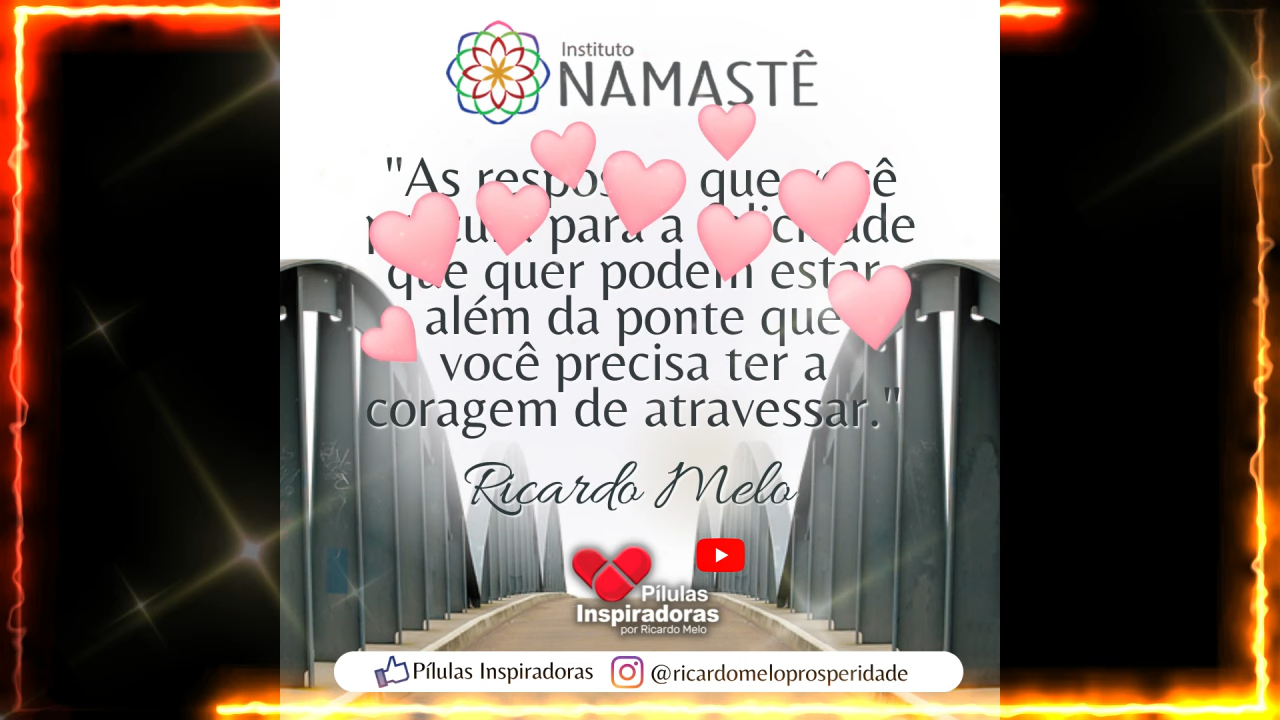 Instituto
NAMASTÊ
"As que
para a
que quer podem estar
além da ponte que
você precisa ter a
coragem de atravessar."
Ricardo Melo
Pílulas
Inspiradoras
por Ricardo Melo
Pílulas Inspiradoras @ricardomeloprosperidade